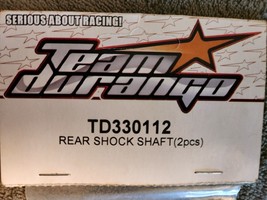 SERIOUS ABOUT RACING!
Team
durango
TD330112
REAR SHOCK SHAFT(2pcs)